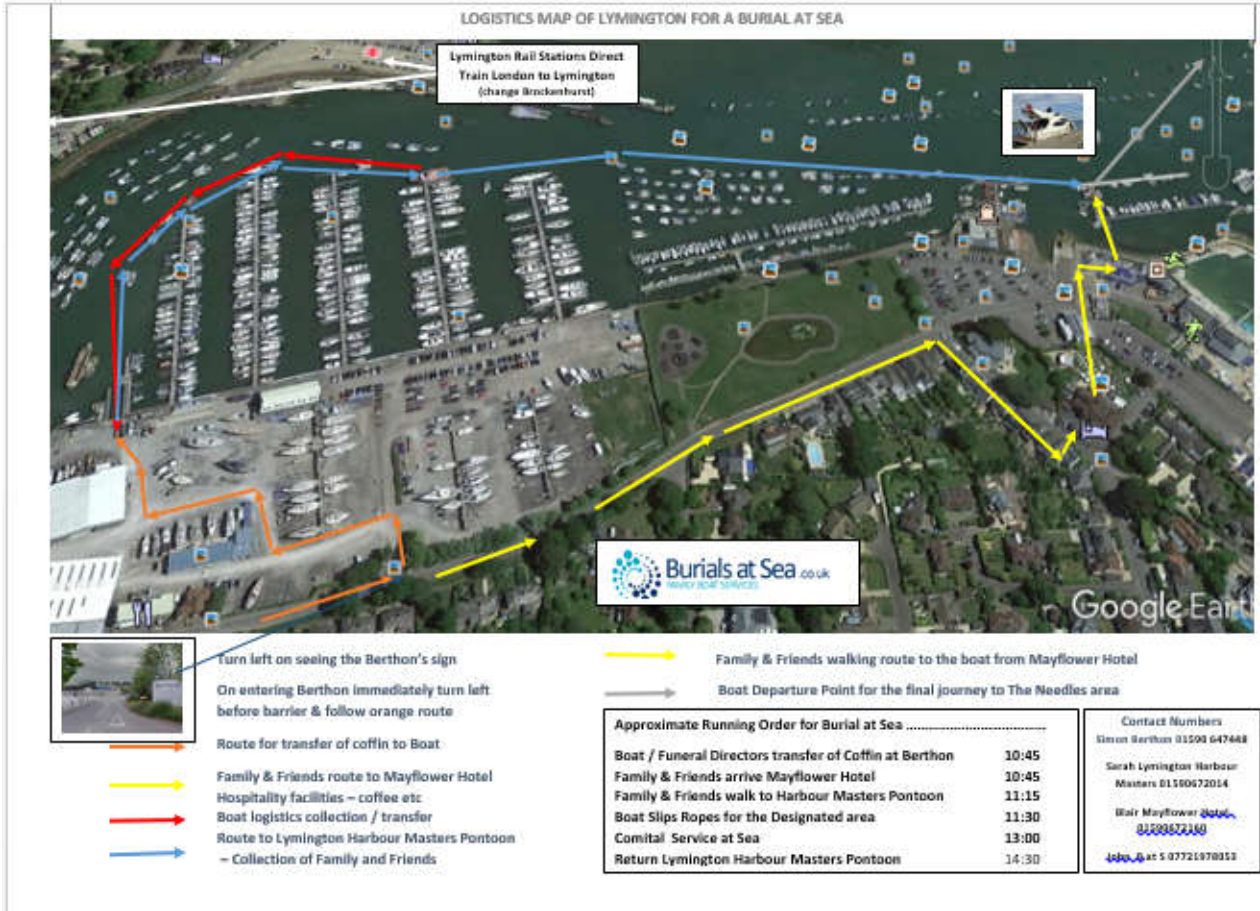 LOGISTICS MAP OF LYMINGTON FOR A BURIAL AT SEA
Lymington Rail Stations Direct
Train London to Lymington
(change Brockenhurst)
Burials at Sea .co.uk
FAMILY BOAT SERVICES
Google Eart
Turn left on seeing the Berthon's sign
On entering Berthon immediately turn left
before barrier & follow orange route
Route for transfer of coffin to Boat
Family & Friends route to Mayflower Hotel
Hospitality facilities – coffee etc
Boat logistics collection / transfer
Route to Lymington Harbour Masters Pontoon
– Collection of Family and Friends
Family & Friends walking route to the boat from Mayflower Hotel
Boat Departure Point for the final journey to The Needles area
Approximate Running Order for Burial at Sea ........................................
Boat / Funeral Directors transfer of Coffin at Berthon 10:45
Family & Friends arrive Mayflower Hotel 10:45
Family & Friends walk to Harbour Masters Pontoon 11:15
Boat Slips Ropes for the Designated area 11:30
Comital Service at Sea 13:00
Return Lymington Harbour Masters Pontoon 14:30
Contact Numbers
Simon Berthon 01590 647448
Sarah Lymington Harbour
Masters 01590672014
Blair Mayflower Hotel
01590672160
at S 07721978053